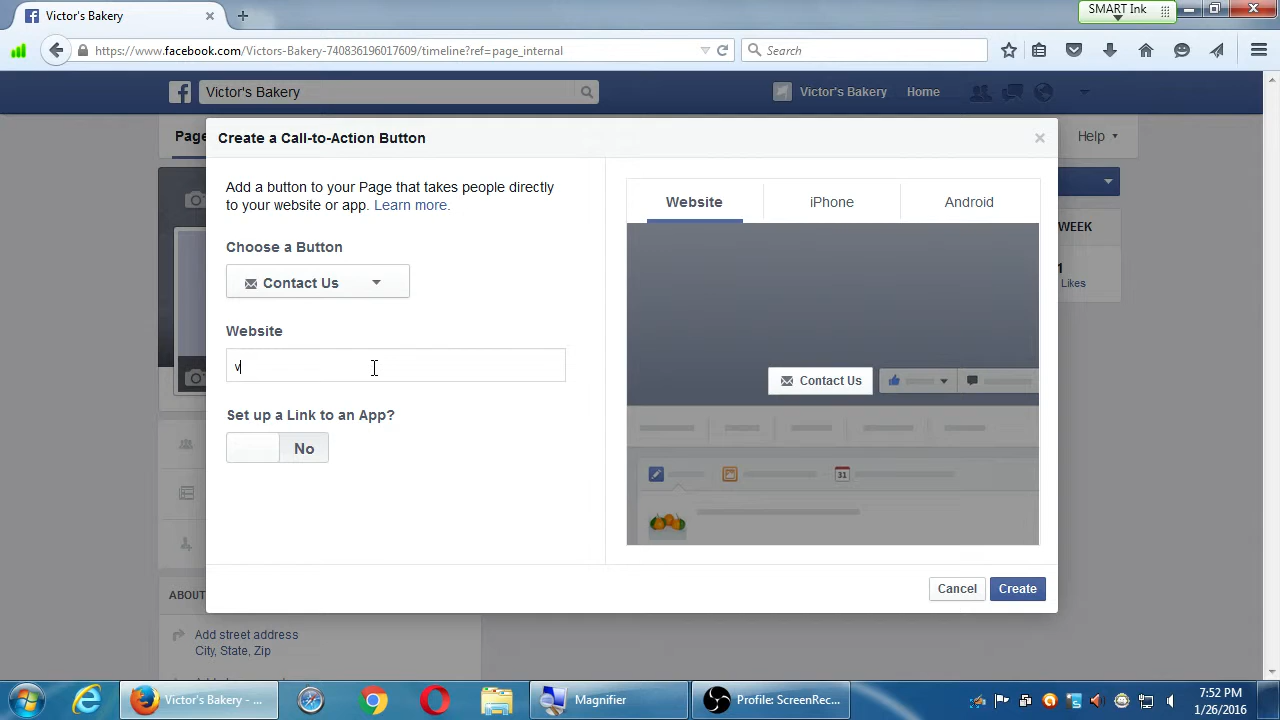 Victor's Bakery
SMART Ink
https://www.facebook.com/Victors-Bakery-740836196017609/timeline?ref=page_internal
Search
Victor's Bakery
Victor's Bakery
Home
Page
Help
Create a Call-to-Action Button
Add a button to your Page that takes people directly
to your website or app. Learn more.
Choose a Button
Contact Us
Website
v
Set up a Link to an App?
No
Website
iPhone
Android
Contact Us
31
WEEK
1
Likes
Cancel
Create
ABOUT
Add street address
City, State, Zip
Victor's Bakery - ...
Magnifier
Profile: ScreenRec...
7:52 PM
1/26/2016